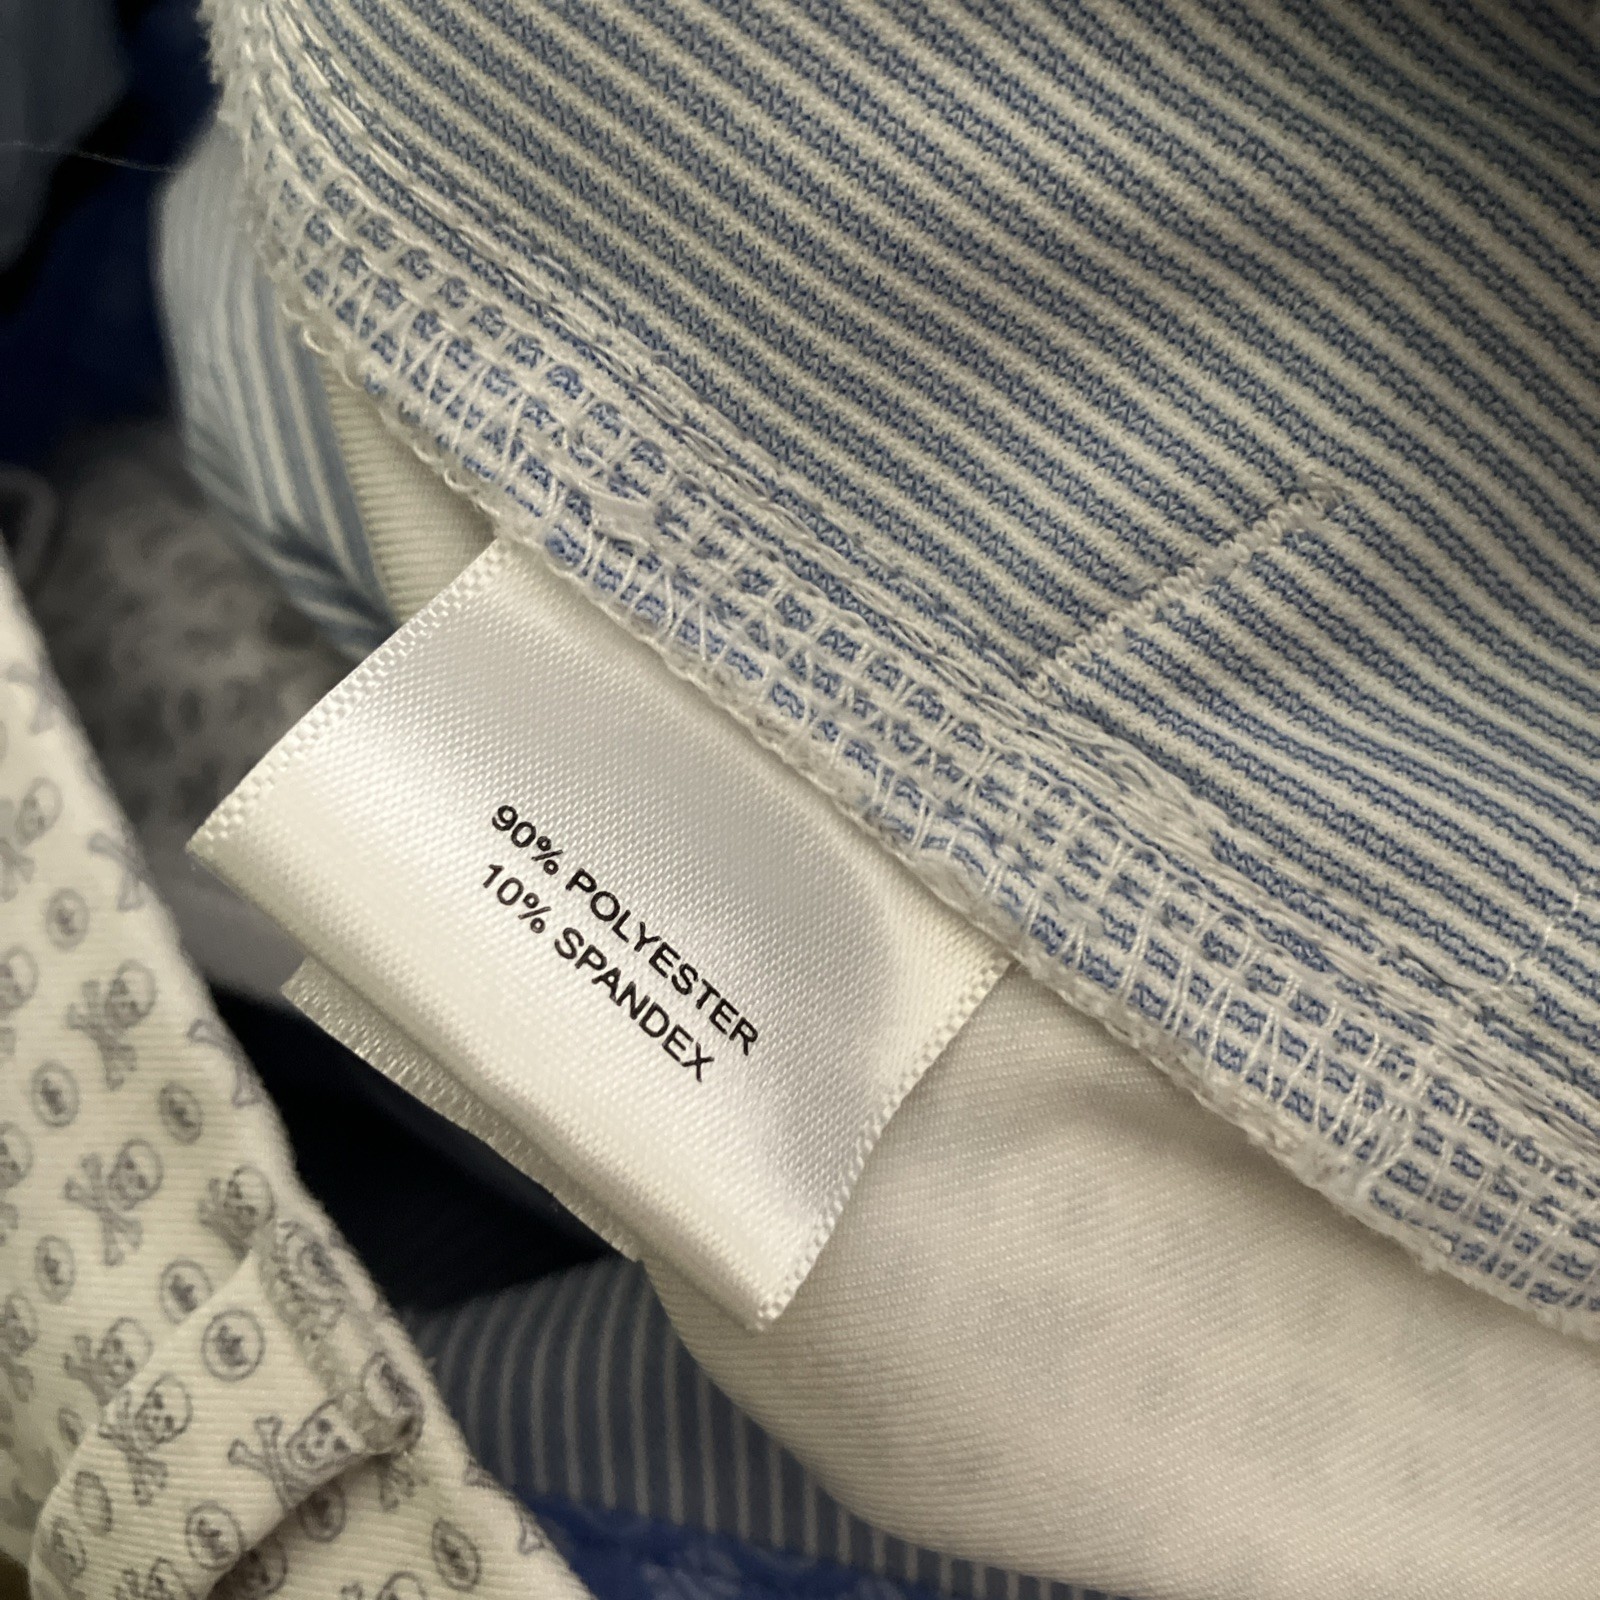 90% POLYESTER
10% SPANDEX